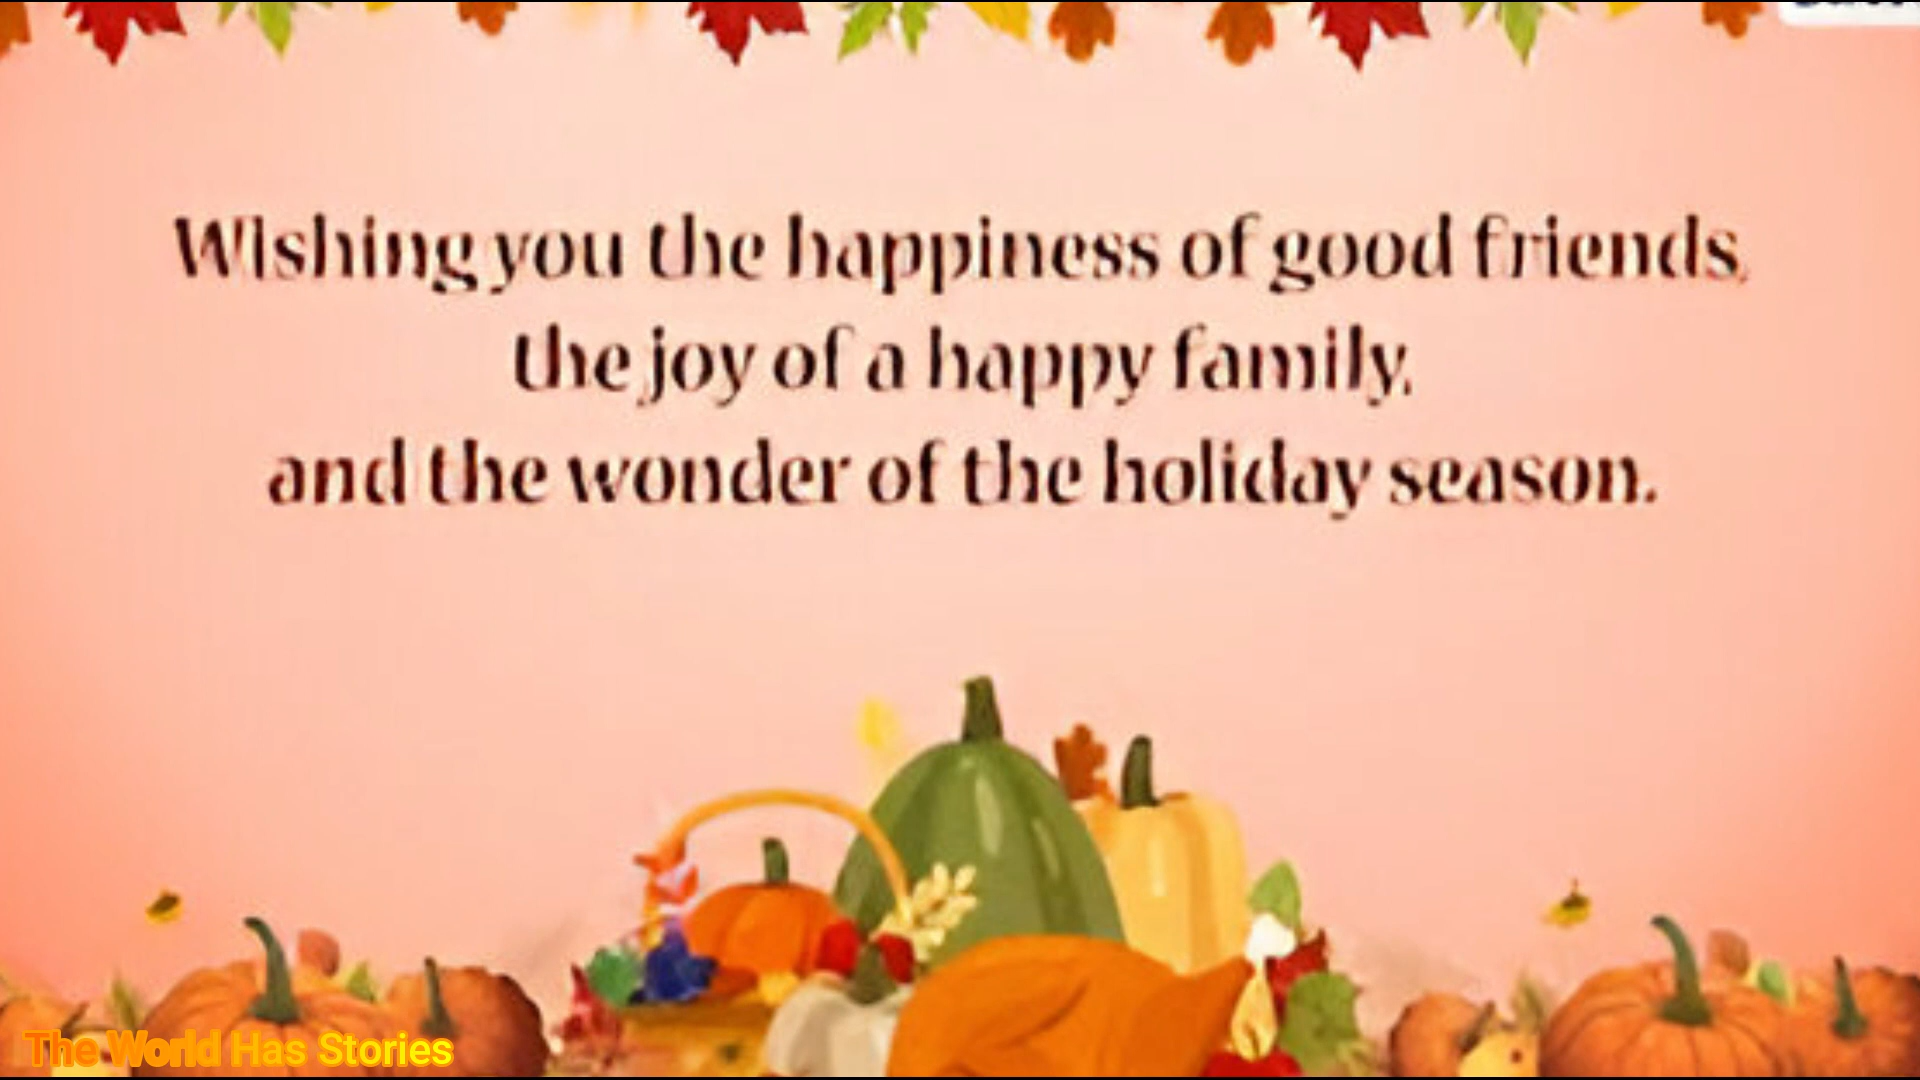 Wishing you the happiness of good friends,
the joy of a happy family,
and the wonder of the holiday season.
The World Has Stories